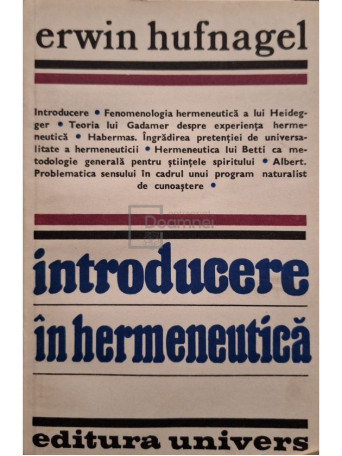 erwin hufnagel
Introducere • Fenomenologia hermeneutică a lui Heideg-
ger • Teoria lui Gadamer despre experiența herme-
neutică • Habermas. Îngrădirea pretenției de universa-
litate a hermeneuticii • Hermeneutica lui Betti ca me-
todologie generală pentru științele spiritului • Albert.
Problematica sensului în cadrul unui program naturalist
de cunoaștere •
introducere
în hermeneutică
editura univers